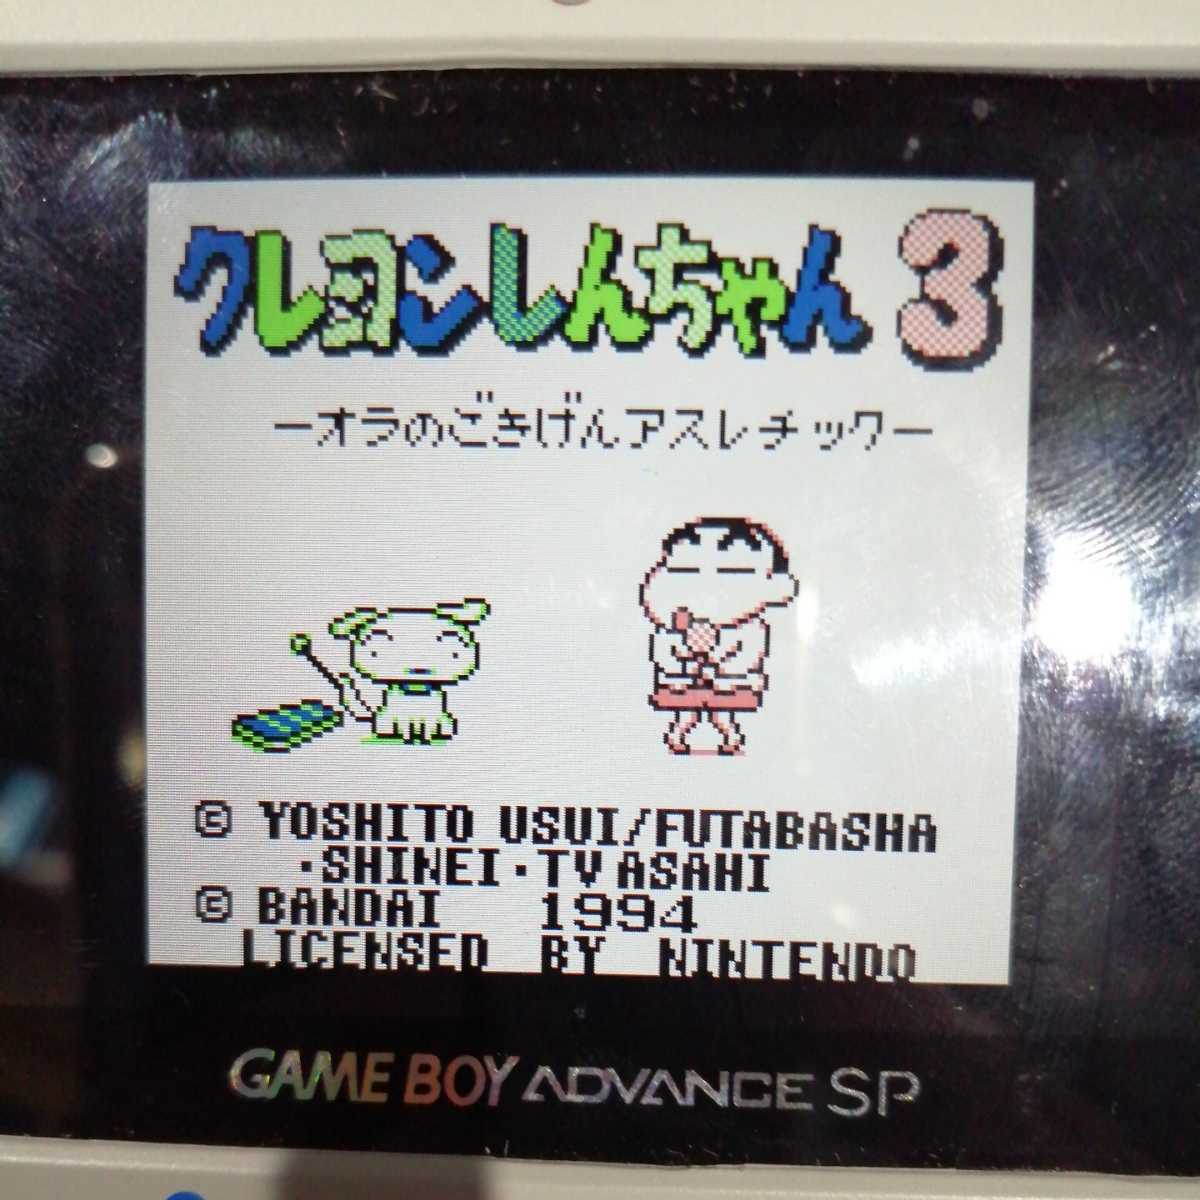 クレヨンしんちゃん 3
ーオラのごきげんアスレチックー
© YOSHITO USUI/FUTABASHA
・SHINEI・TV ASAHI
© BANDAI 1994
LICENSED BY NINTENDO
GAME BOY ADVANCE SP